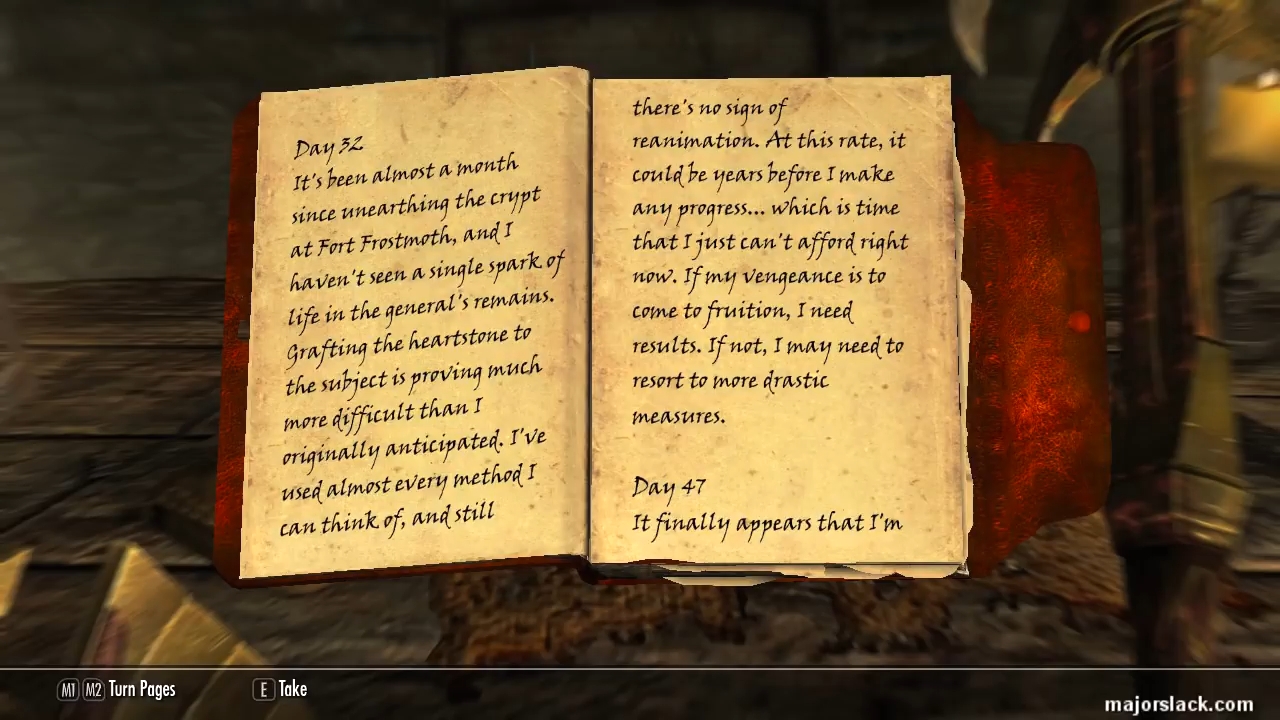 Day 32
It's been almost a month
since unearthing the crypt
at Fort Frostmoth, and I
haven't seen a single spark of
life in the general's remains.
Grafting the heartstone to
the subject is proving much
more difficult than I
originally anticipated. I've
used almost every method I
can think of, and still
there's no sign of
reanimation. At this rate, it
could be years before I make
any progress... which is time
that I just can't afford right
now. If my vengeance is to
come to fruition, I need
results. If not, I may need to
resort to more drastic
measures.
Day 47
It finally appears that I'm
M1 M2 Turn Pages
E Take
majorslack.com